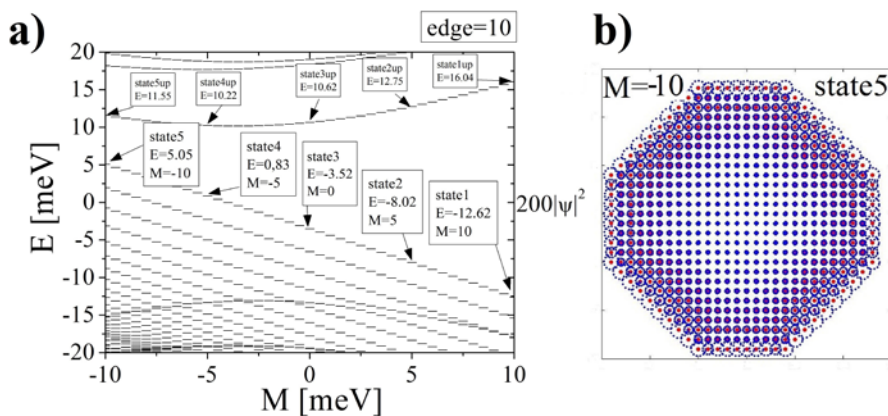 a)
edge=10
E [meV]
20
15
10
5
0
-5
-10
-15
-20
state5up
E=11.55
state4up
E=10.22
state3up
E=10.62
state2up
E=12.75
state1up
E=16.04
state5
E=5.05
M=-10
state4
E=0,83
M=-5
state3
E=-3.52
M=0
state2
E=-8.02
M=5
state1
E=-12.62
M=10
-10
-5
0
5
10
M [meV]
b)
M=-10
state5
200|ψ|²